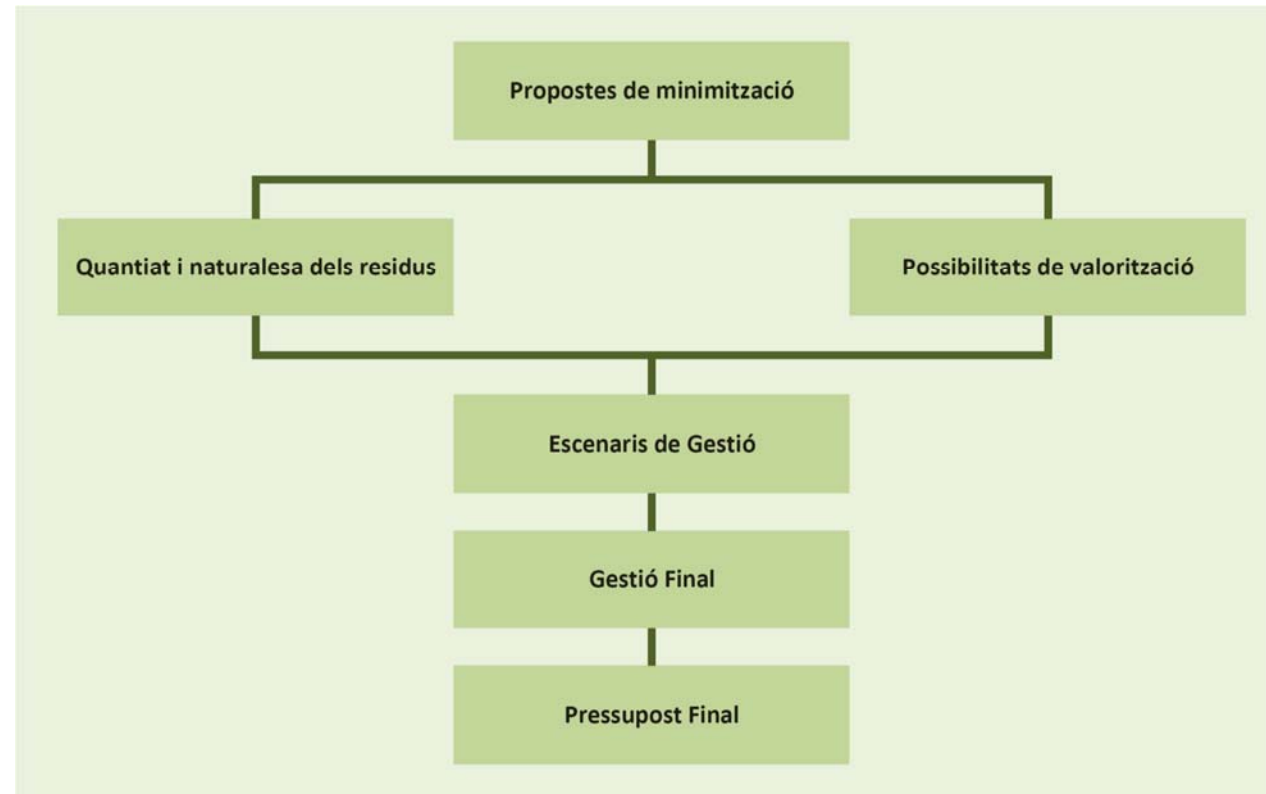 Propostes de minimització
Quantiat i naturalesa dels residus
Possibilitats de valorització
Escenaris de Gestió
Gestió Final
Pressupost Final